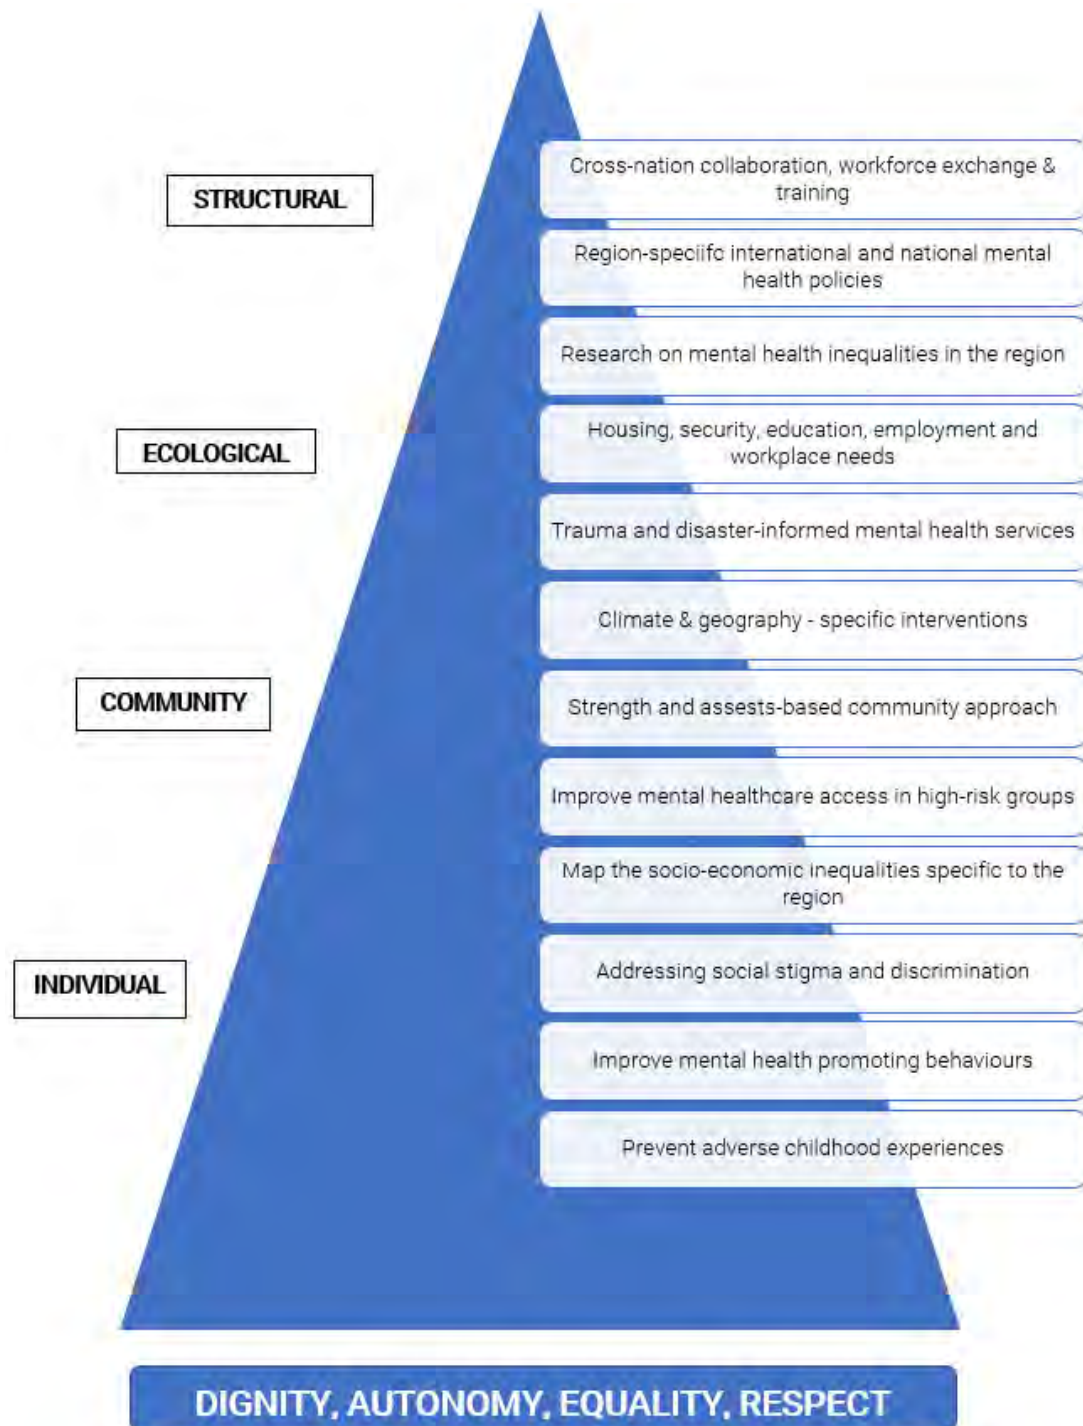 STRUCTURAL
Cross-nation collaboration, workforce exchange &
training
Region-speciifc international and national mental
health policies
Research on mental health inequalities in the region
ECOLOGICAL
Housing, security, education, employment and
workplace needs
Trauma and disaster-informed mental health services
Climate & geography - specific interventions
COMMUNITY
Strength and assests-based community approach
Improve mental healthcare access in high-risk groups
Map the socio-economic inequalities specific to the
region
INDIVIDUAL
Addressing social stigma and discrimination
Improve mental health promoting behaviours
Prevent adverse childhood experiences
DIGNITY, AUTONOMY, EQUALITY, RESPECT